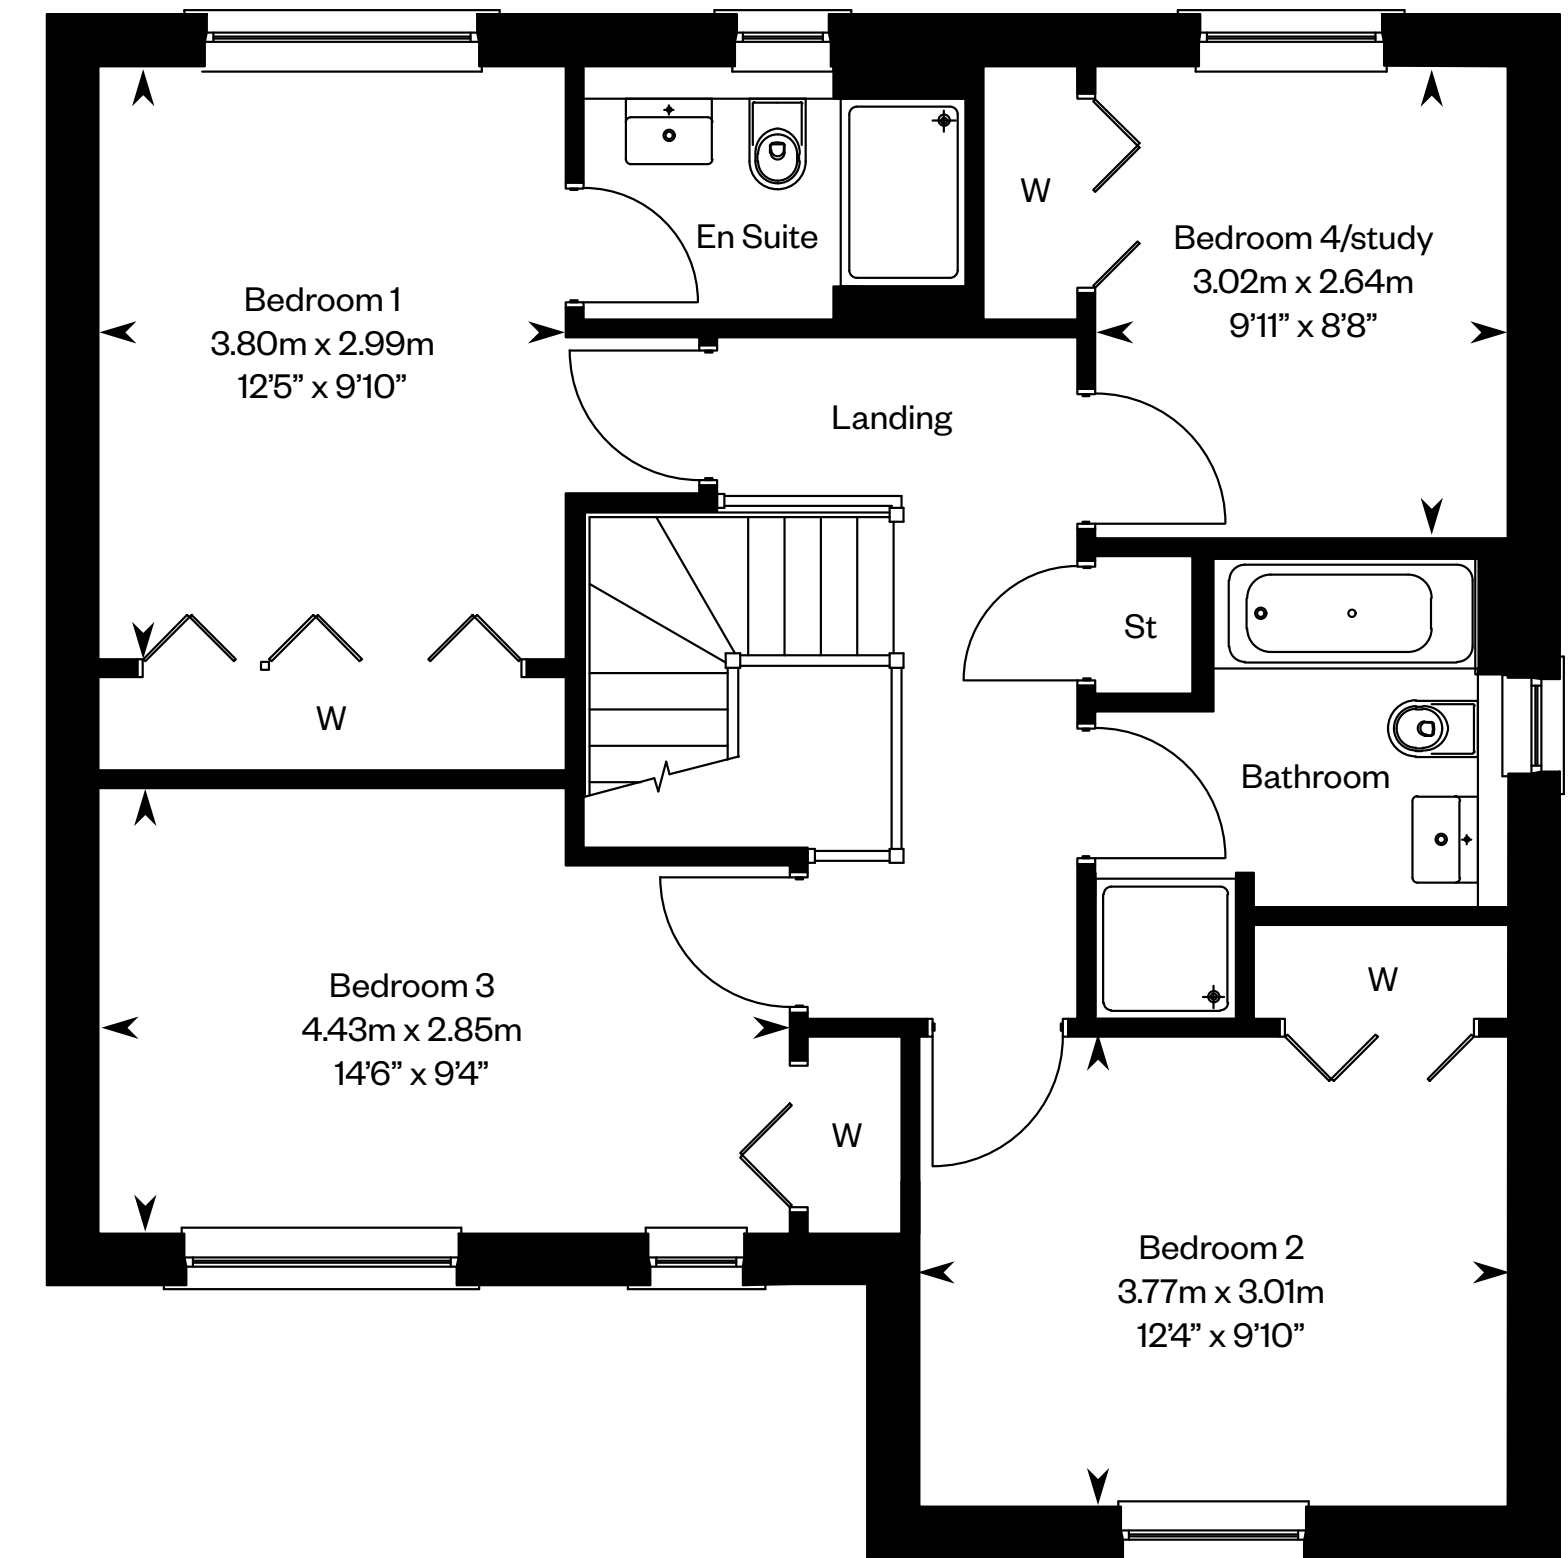 En Suite
W
Bedroom 4/study
3.02m x 2.64m
9'11" x 8'8"
Bedroom 1
3.80m x 2.99m
12'5" x 9'10"
Landing
St
W
Bathroom
Bedroom 3
4.43m x 2.85m
14'6" x 9'4"
W
W
Bedroom 2
3.77m x 3.01m
12'4" x 9'10"